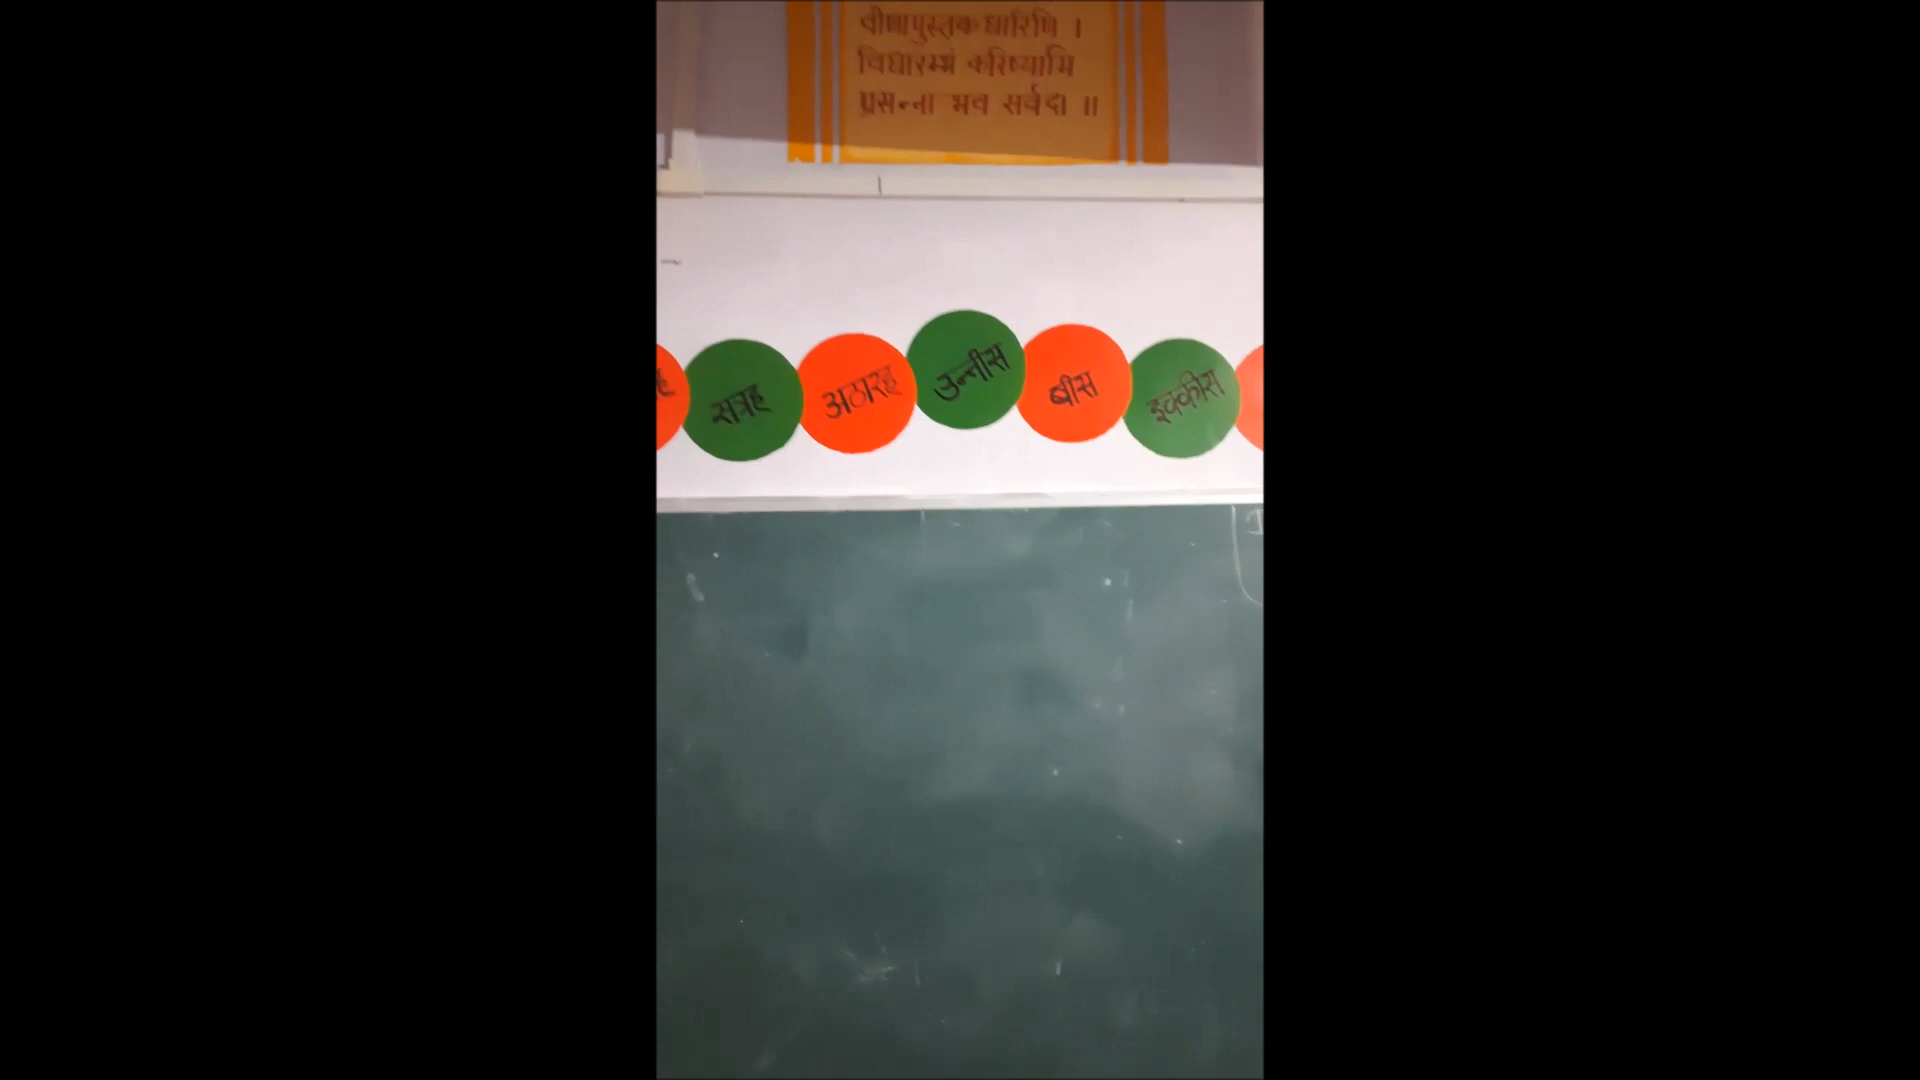 वीणापुस्तक धारिणि ।
विधारम्भं करिष्यामि
प्रसन्ना भव सर्वदा ॥
सत्रह अठारह उन्नीस बीस इक्कीस